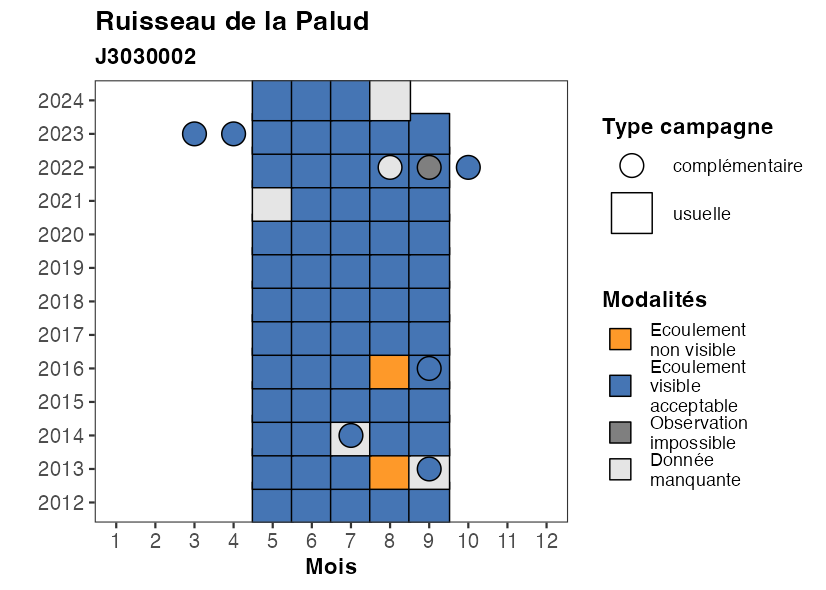 Ruisseau de la Palud
J3030002
2024
2023
2022
2021
2020
2019
2018
2017
2016
2015
2014
2013
2012
1 2 3 4 5 6 7 8 9 10 11 12
Mois
Type campagne
complémentaire
usuelle
Modalités
Ecoulement
non visible
Ecoulement
visible
acceptable
Observation
impossible
Donnée
manquante